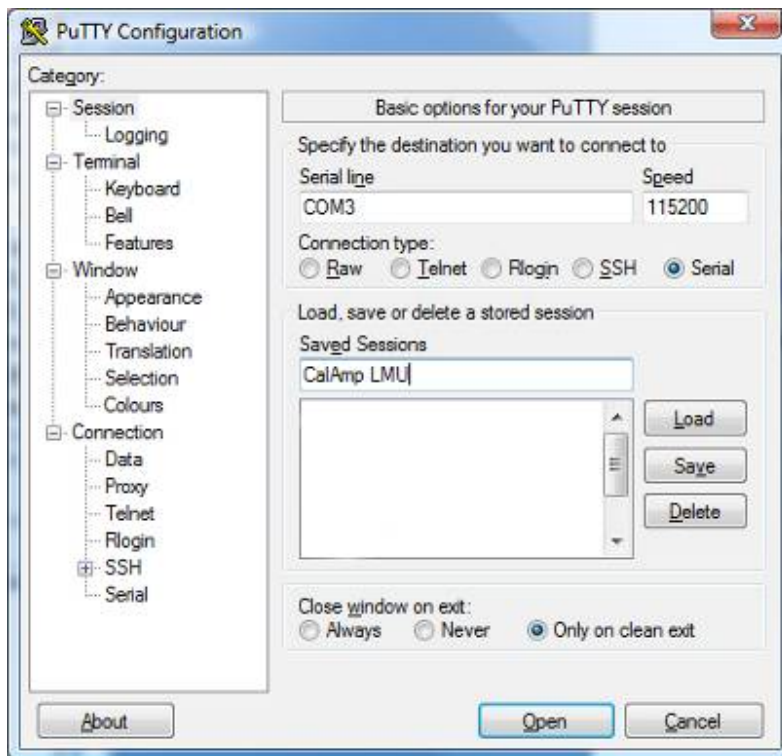 PuTTY Configuration
Category:
Session
Logging
Terminal
Keyboard
Bell
Features
Window
Appearance
Behaviour
Translation
Selection
Colours
Connection
Data
Proxy
Telnet
Rlogin
SSH
Serial
Basic options for your PuTTY session
Specify the destination you want to connect to
Serial line Speed
COM3 115200
Connection type:
Raw Telnet Rlogin SSH Serial
Load, save or delete a stored session
Saved Sessions
CalAmp LMU
Load
Save
Delete
Close window on exit:
Always Never Only on clean exit
About Open Cancel